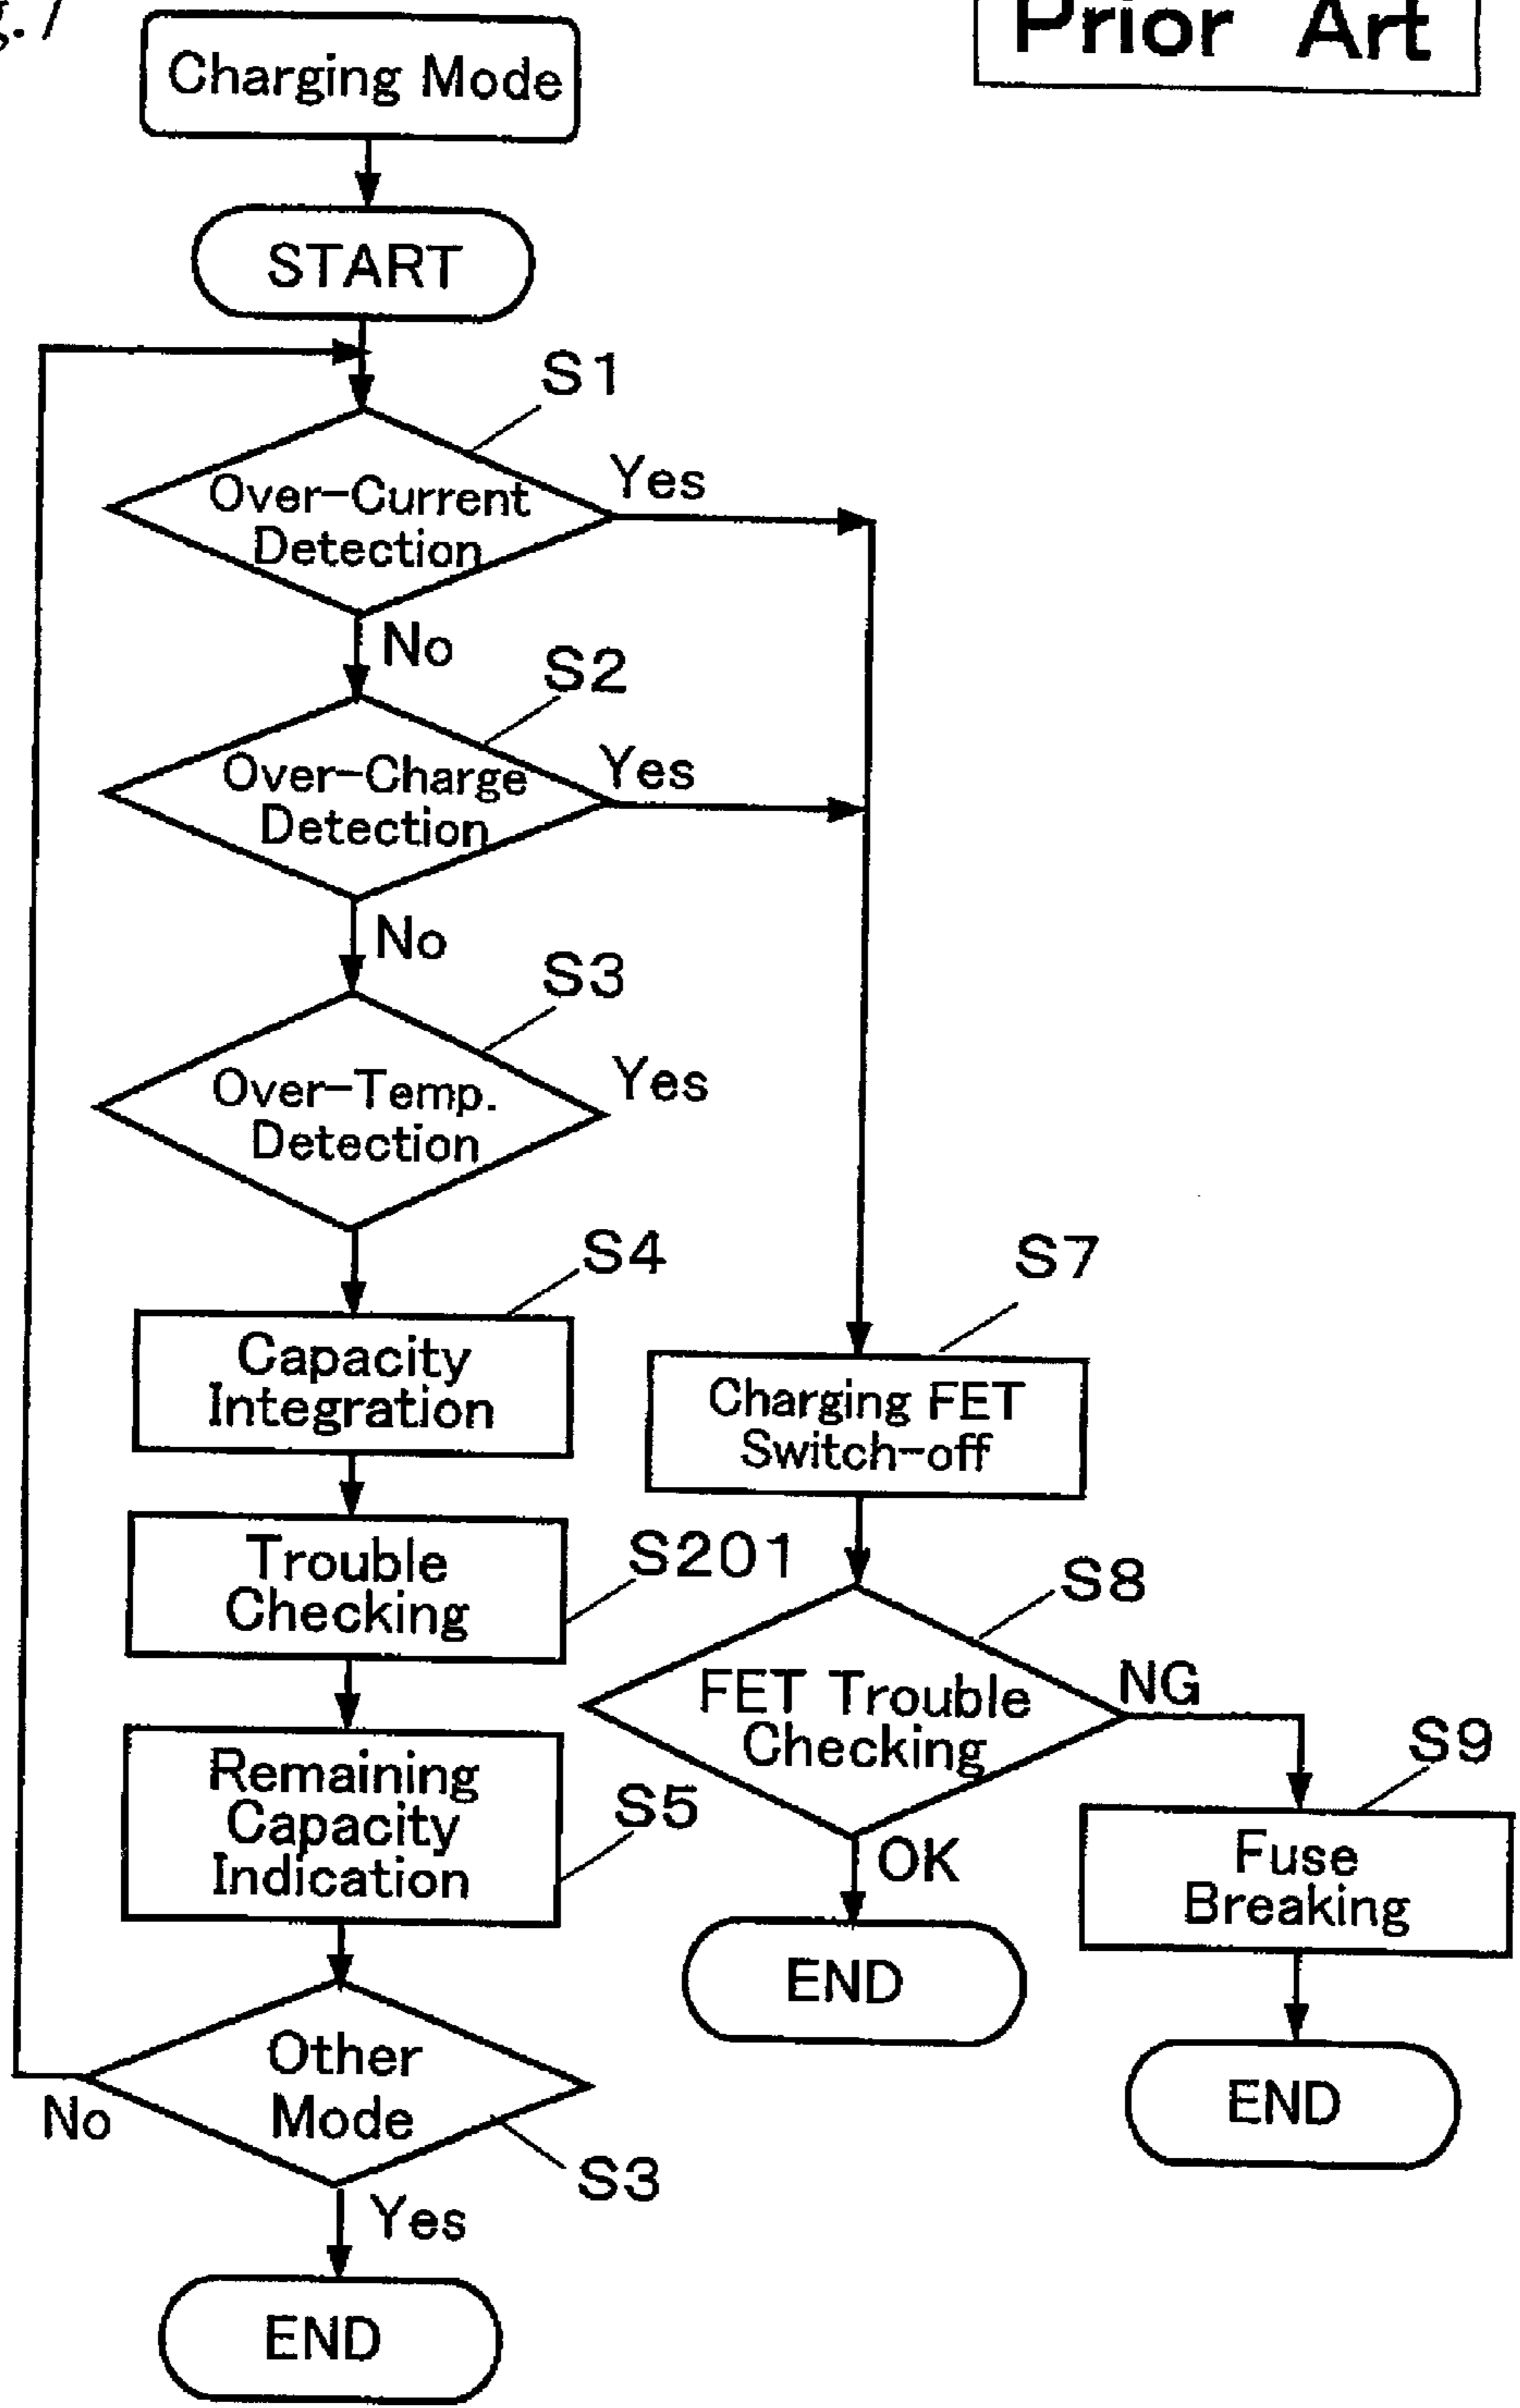 g. 7
Prior Art
Charging Mode
START
S1
Over-Current
Detection
Yes
No
S2
Over-Charge
Detection
Yes
No
S3
Over-Temp.
Detection
Yes
S4
Capacity
Integration
S7
Charging FET
Switch-off
Trouble
Checking
S201
S8
FET Trouble
Checking
NG
OK
S9
Fuse
Breaking
Remaining
Capacity
Indication
S5
END
END
Other
Mode
No
S3
Yes
END